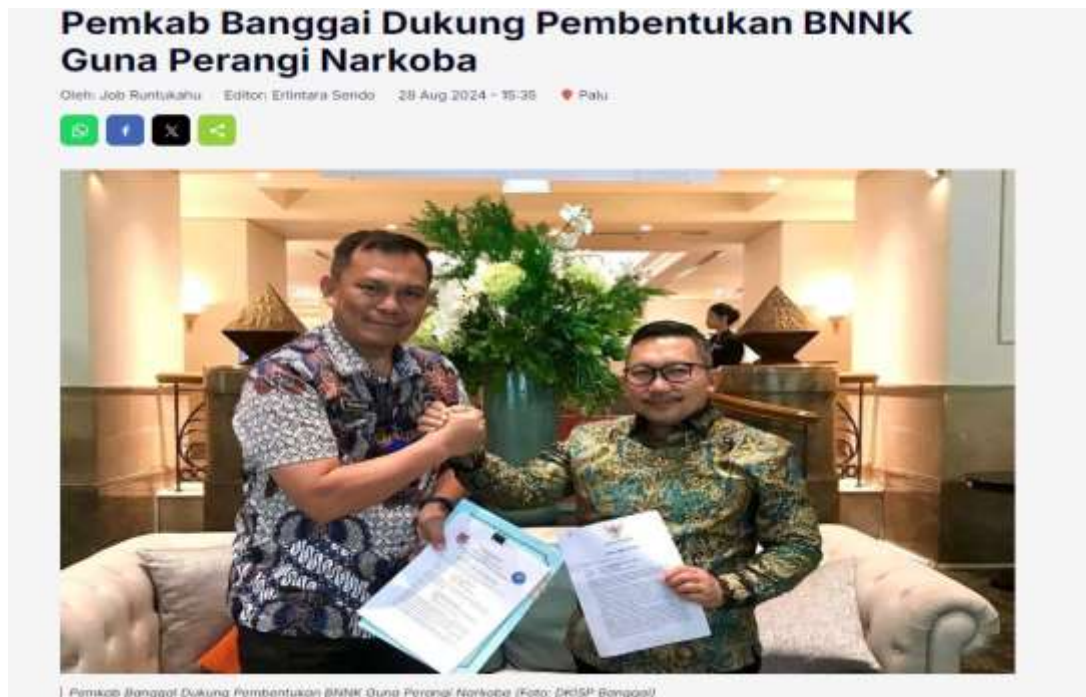 Pemkab Banggai Dukung Pembentukan BNNK
Guna Perangi Narkoba
Oleh: Job Runtukahu Editor: Erlintara Sendo 28 Aug 2024 - 15:35 Palu
Pemkab Banggai Dukung Pembentukan BNNK Guna Perangi Narkoba (Foto: DKISP Banggai)